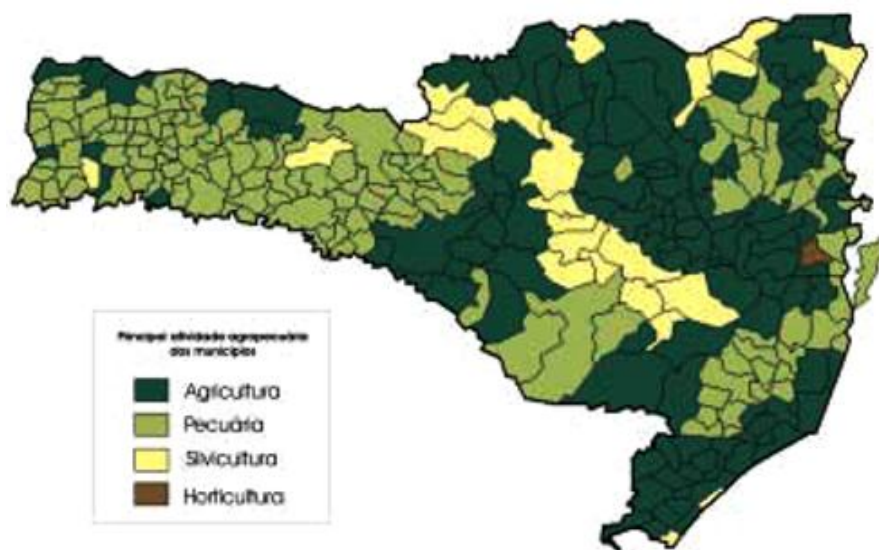 Principal atividade agropecuária
dos municípios
Agricultura
Pecuária
Silvicultura
Horticultura